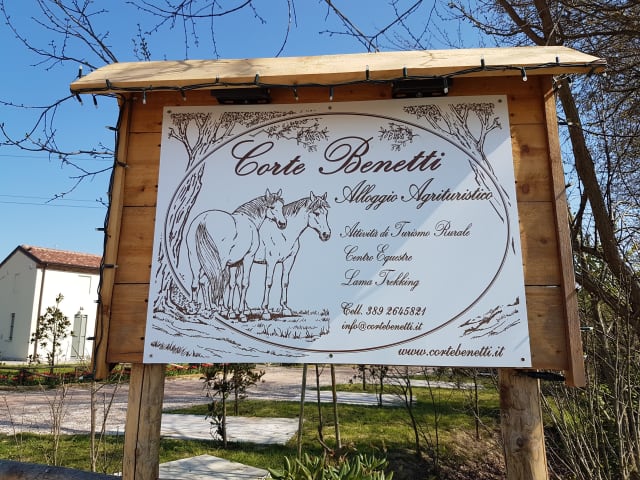 Corte Benetti
Alloggio Agrituristico
Attività di Turismo Rurale
Centro Equestre
Lama Trekking
Cell. 389 2645821
info@cortebenetti.it
www.cortebenetti.it